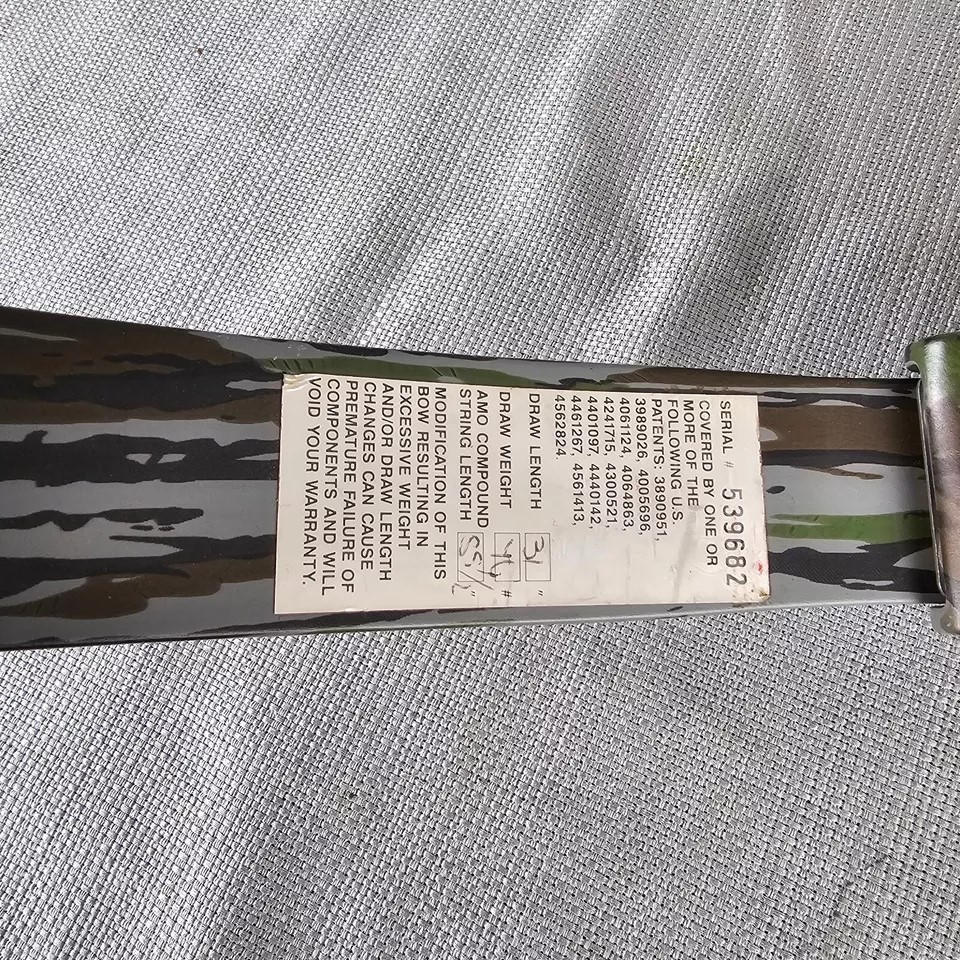 SERIAL # 539682
COVERED BY ONE OR
MORE OF THE
FOLLOWING U.S.
PATENTS: 3890951,
3989026, 4005696,
4061124, 4064863,
4241715, 4300521,
4401097, 4440142,
4461267, 4561413,
4562824.
DRAW LENGTH 31 "
DRAW WEIGHT #
AMO COMPOUND
STRING LENGTH "
MODIFICATION OF THIS
BOW RESULTING IN
EXCESSIVE WEIGHT
AND/OR DRAW LENGTH
CHANGES CAN CAUSE
PREMATURE FAILURE OF
COMPONENTS AND WILL
VOID YOUR WARRANTY.